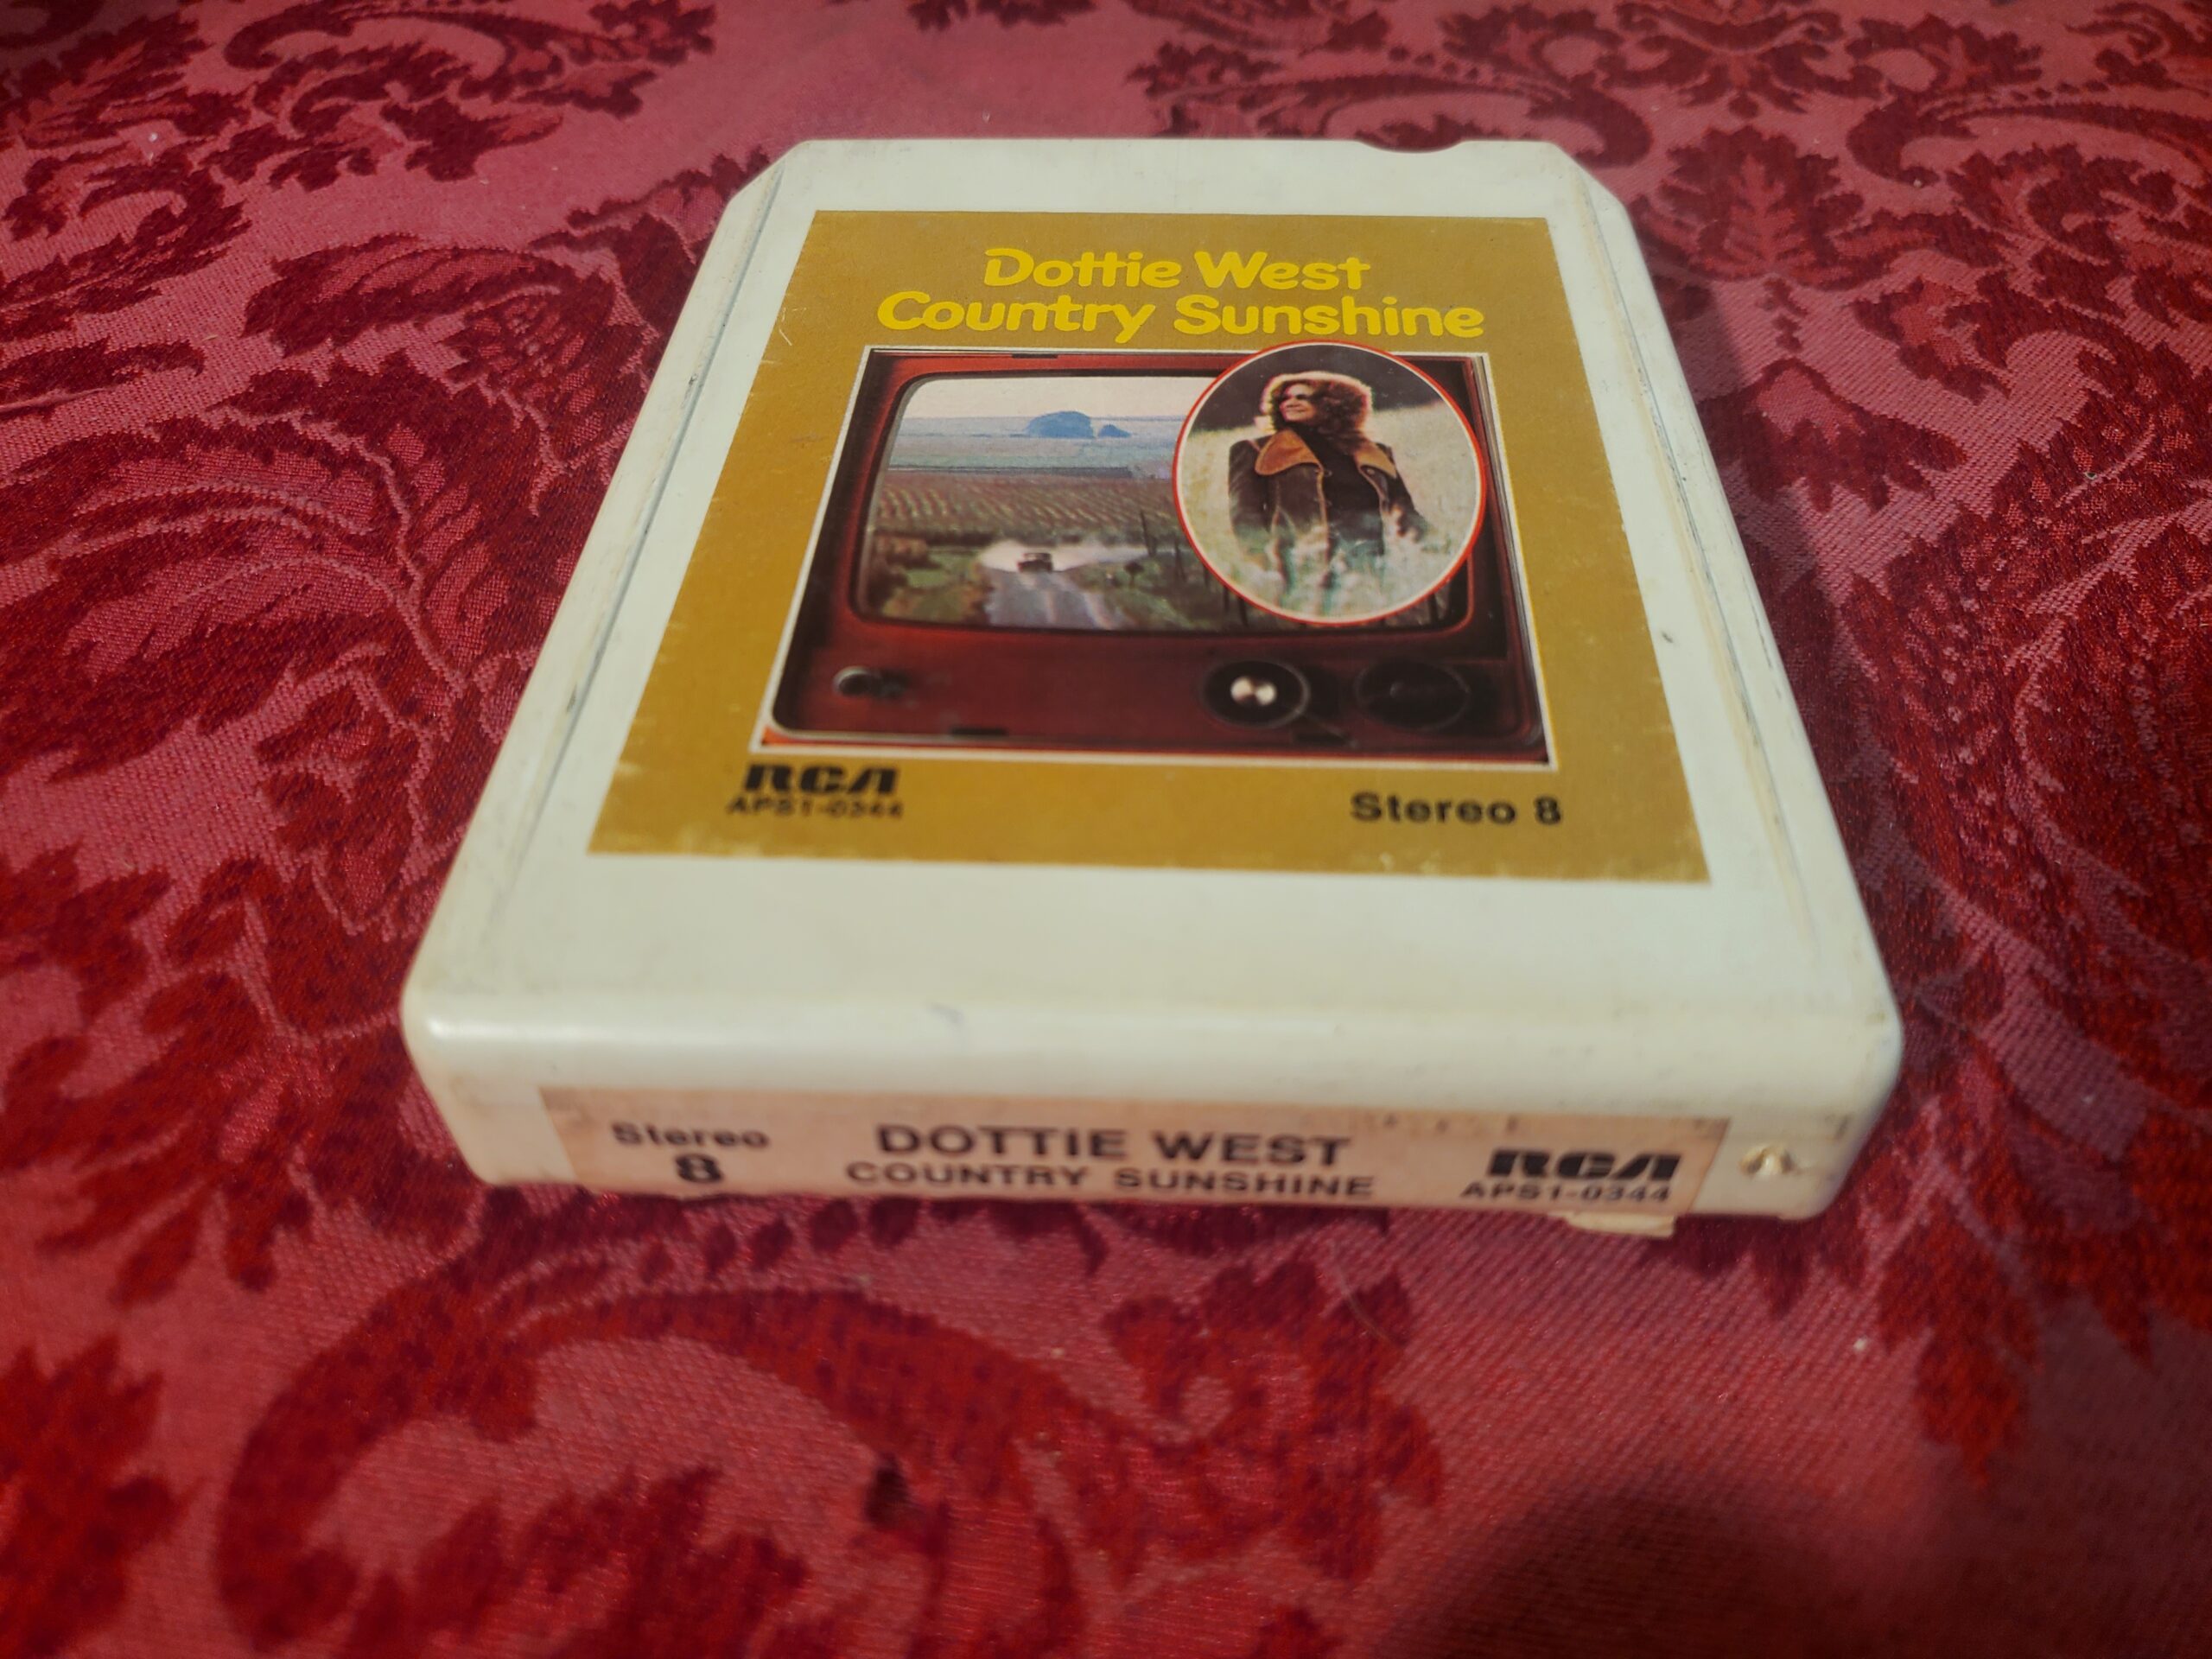 Dottie West
Country Sunshine
RCA
APS1-0344
Stereo 8
Stereo
8
DOTTIE WEST
COUNTRY SUNSHINE
RCA
APS1-0344